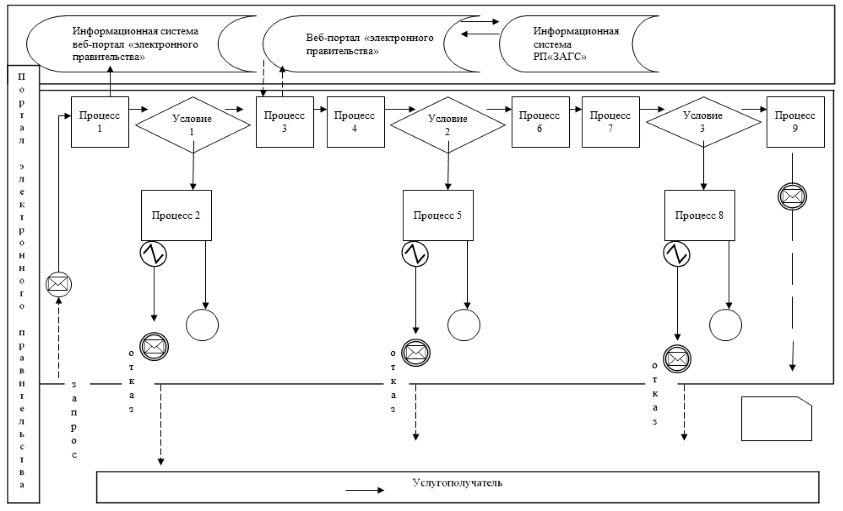 Информационная система
веб-портал «электронного
правительства»
Веб-портал «электронного
правительства»
Информационная
система
РП«ЗАГС»
Портал электронного правительства
Процесс
1
Условие
1
Процесс
3
Процесс
4
Условие
2
Процесс
6
Процесс
7
Условие
3
Процесс
9
Процесс 2
Процесс 5
Процесс 8
запрос
отказ
отказ
отказ
Услугополучатель